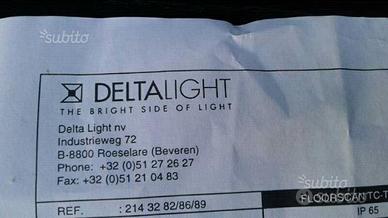 subito
DELTALIGHT
THE BRIGHT SIDE OF LIGHT
Delta Light nv
Industrieweg 72
B-8800 Roeselare (Beveren)
Phone: +32 (0)51 27 26 27
Fax: +32 (0)51 21 04 83
subito
FLOORSCAN/TC-T
REF. : 214 32 82/86/89
IP 65